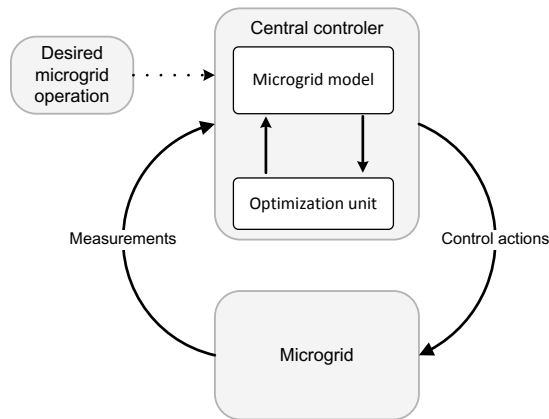 Central controler
Desired
microgrid
operation
Microgrid model
Optimization unit
Measurements
Control actions
Microgrid